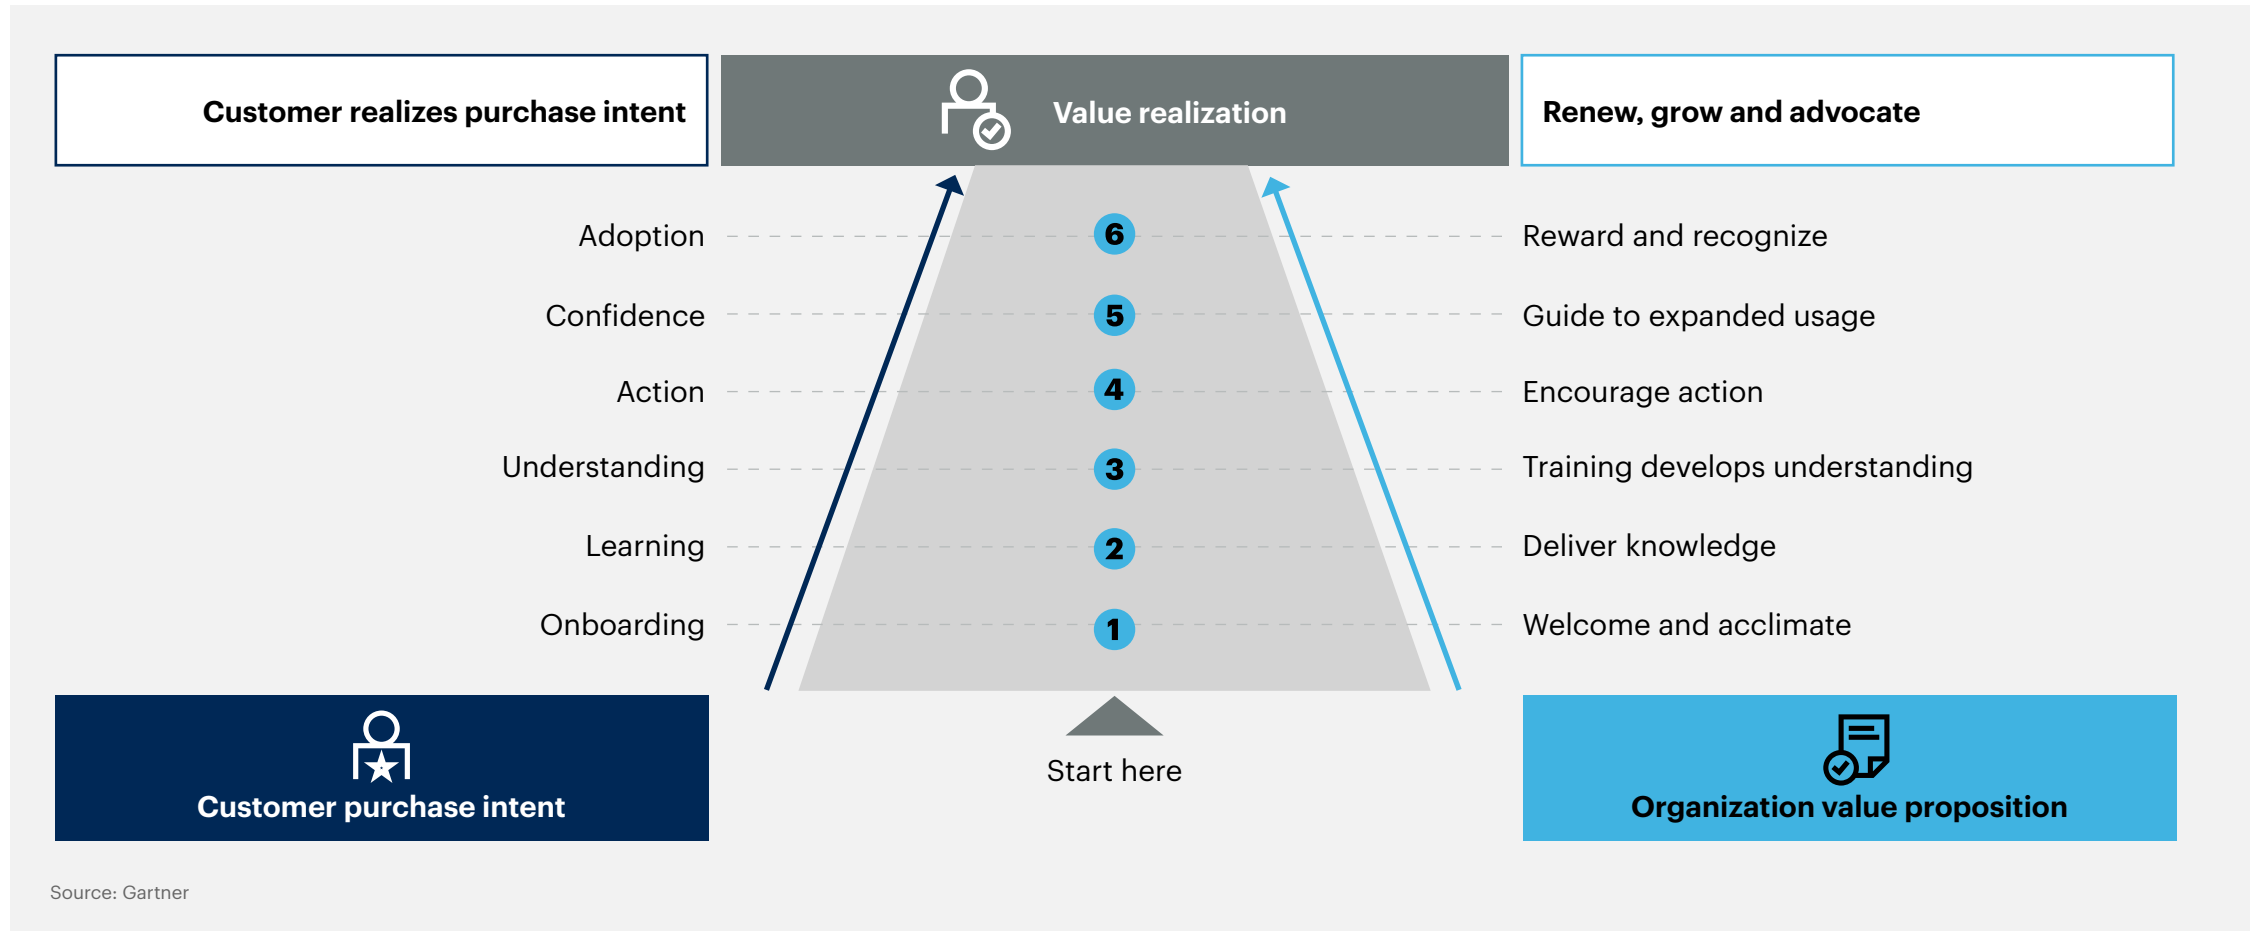 Customer realizes purchase intent
Value realization
Renew, grow and advocate
Adoption
6
Reward and recognize
Confidence
5
Guide to expanded usage
Action
4
Encourage action
Understanding
3
Training develops understanding
Learning
2
Deliver knowledge
Onboarding
1
Welcome and acclimate
Start here
Customer purchase intent
Organization value proposition
Source: Gartner